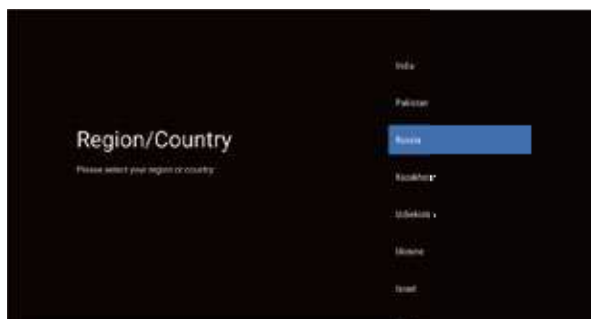 Region/Country
Please select your region or country
India
Pakistan
Russia
Kazakhstan
Uzbekistan
Ukraine
Israel